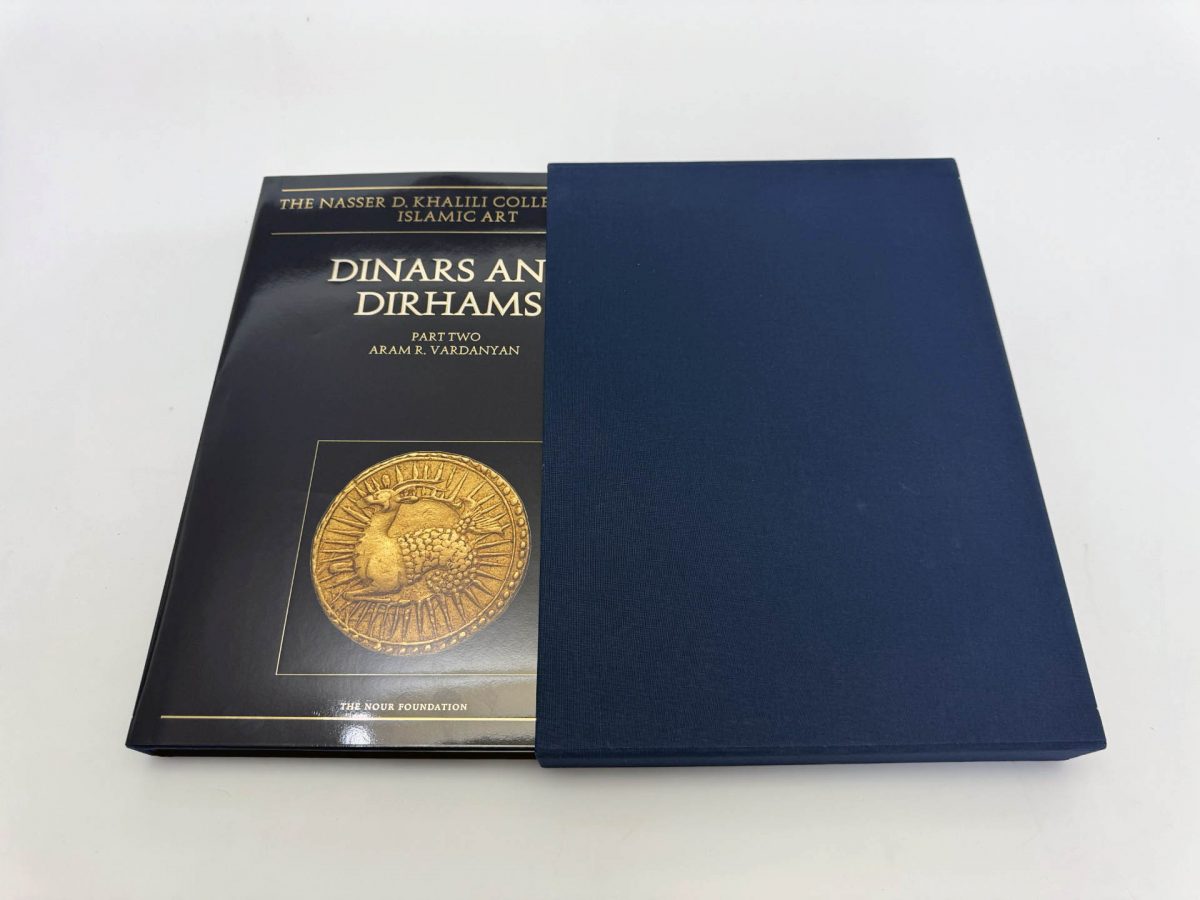 THE NASSER D. KHALILI COLLE
ISLAMIC ART
DINARS AN
DIRHAMS
PART TWO
ARAM R. VARDANYAN
THE NOUR FOUNDATION